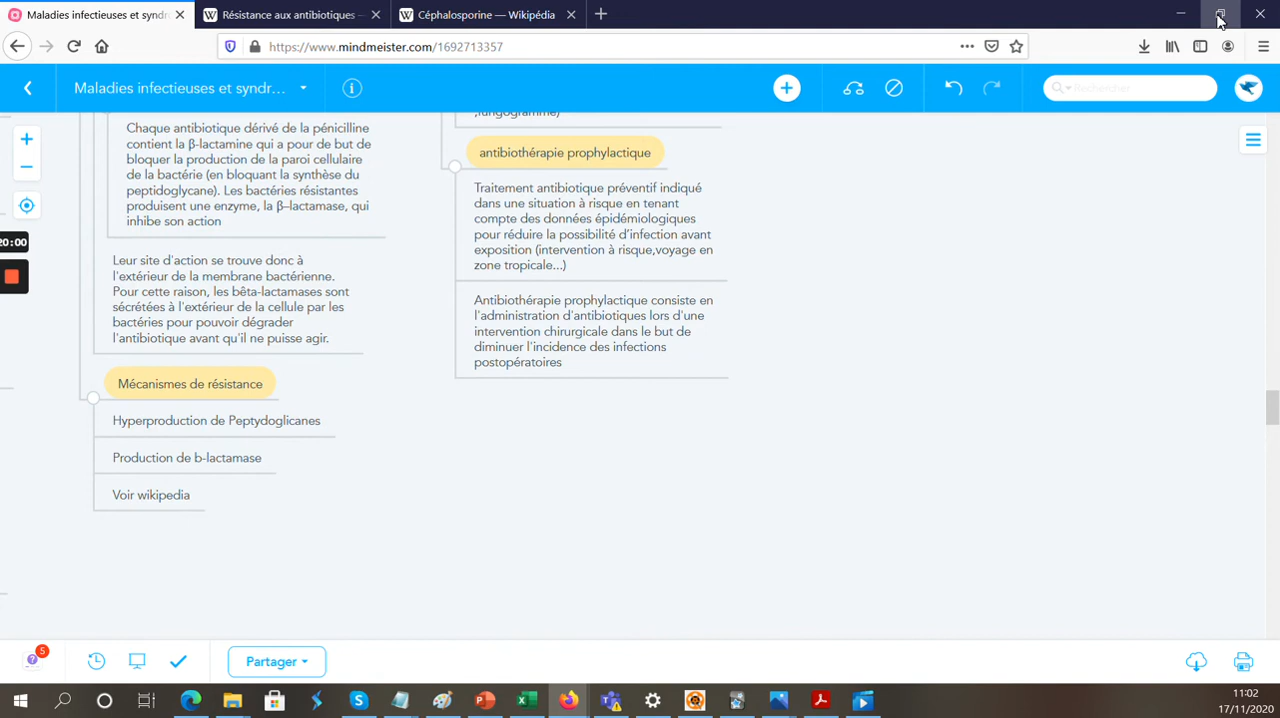 Maladies infectieuses et syndr
Résistance aux antibiotiques —
Céphalosporine — Wikipédia
https://www.mindmeister.com/1692713357
Maladies infectieuses et syndr...
Rechercher
,fungogramme)
Chaque antibiotique dérivé de la pénicilline
contient la β-lactamine qui a pour de but de
bloquer la production de la paroi cellulaire
de la bactérie (en bloquant la synthèse du
peptidoglycane). Les bactéries résistantes
produisent une enzyme, la β–lactamase, qui
inhibe son action
Leur site d'action se trouve donc à
l'extérieur de la membrane bactérienne.
Pour cette raison, les bêta-lactamases sont
sécrétées à l'extérieur de la cellule par les
bactéries pour pouvoir dégrader
l'antibiotique avant qu'il ne puisse agir.
Mécanismes de résistance
Hyperproduction de Peptydoglicanes
Production de b-lactamase
Voir wikipedia
antibiothérapie prophylactique
Traitement antibiotique préventif indiqué
dans une situation à risque en tenant
compte des données épidémiologiques
pour réduire la possibilité d'infection avant
exposition (intervention à risque,voyage en
zone tropicale...)
Antibiothérapie prophylactique consiste en
l'administration d'antibiotiques lors d'une
intervention chirurgicale dans le but de
diminuer l'incidence des infections
postopératoires
20:00
5
Partager
11:02
17/11/2020